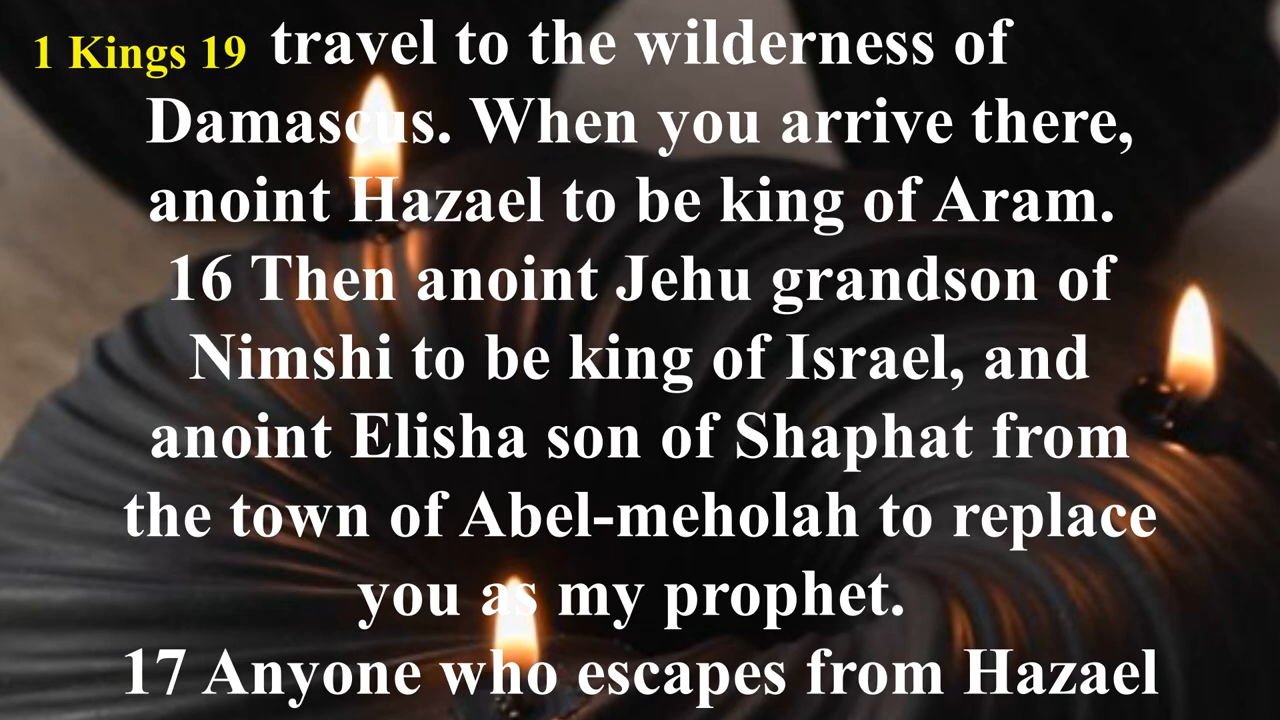 1 Kings 19 travel to the wilderness of
Damascus. When you arrive there,
anoint Hazael to be king of Aram.
16 Then anoint Jehu grandson of
Nimshi to be king of Israel, and
anoint Elisha son of Shaphat from
the town of Abel-meholah to replace
you as my prophet.
17 Anyone who escapes from Hazael